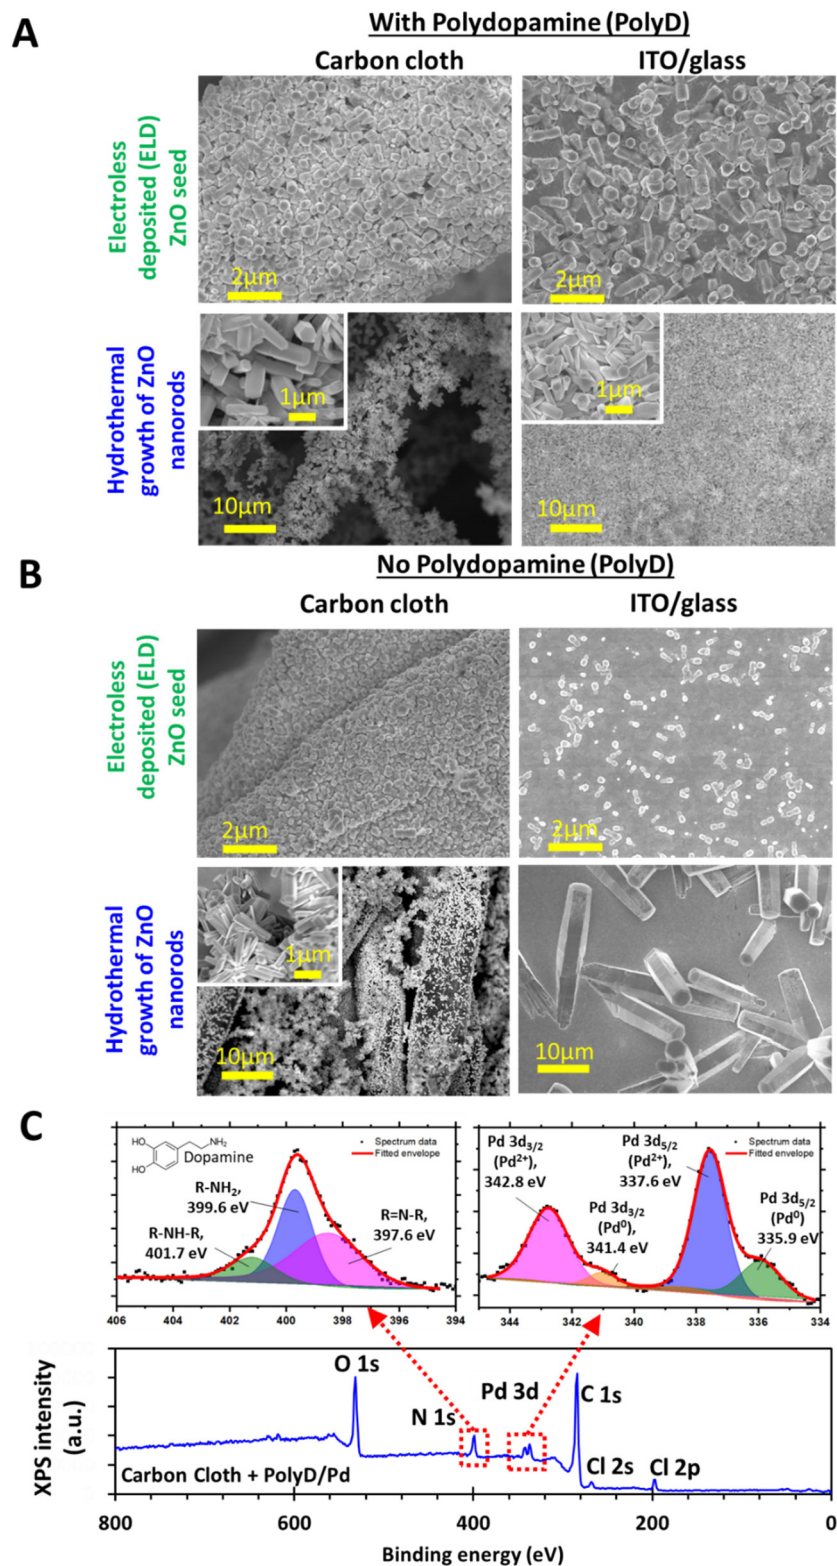 A
With Polydopamine (PolyD)
Carbon cloth
ITO/glass
Electroless
deposited (ELD)
ZnO seed
2μm
2μm
Hydrothermal
growth of ZnO
nanorods
1μm
10μm
1μm
10μm
B
No Polydopamine (PolyD)
Carbon cloth
ITO/glass
Electroless
deposited (ELD)
ZnO seed
2μm
2μm
Hydrothermal
growth of ZnO
nanorods
1μm
10μm
10μm
C
HO
HO
NH2
Dopamine
Spectrum data
Fitted envelope
R-NH2,
399.6 eV
R-NH-R,
401.7 eV
R=N-R,
397.6 eV
406 404 402 400 398 396 394
Pd 3d3/2
(Pd2+),
342.8 eV
Pd 3d5/2
(Pd2+),
337.6 eV
Spectrum data
Fitted envelope
Pd 3d3/2
(Pd0),
341.4 eV
Pd 3d5/2
(Pd0)
335.9 eV
344 342 340 338 336 334
XPS intensity
(a.u.)
O 1s
N 1s
Pd 3d
C 1s
Cl 2s
Cl 2p
Carbon Cloth + PolyD/Pd
800 600 400 200 0
Binding energy (eV)